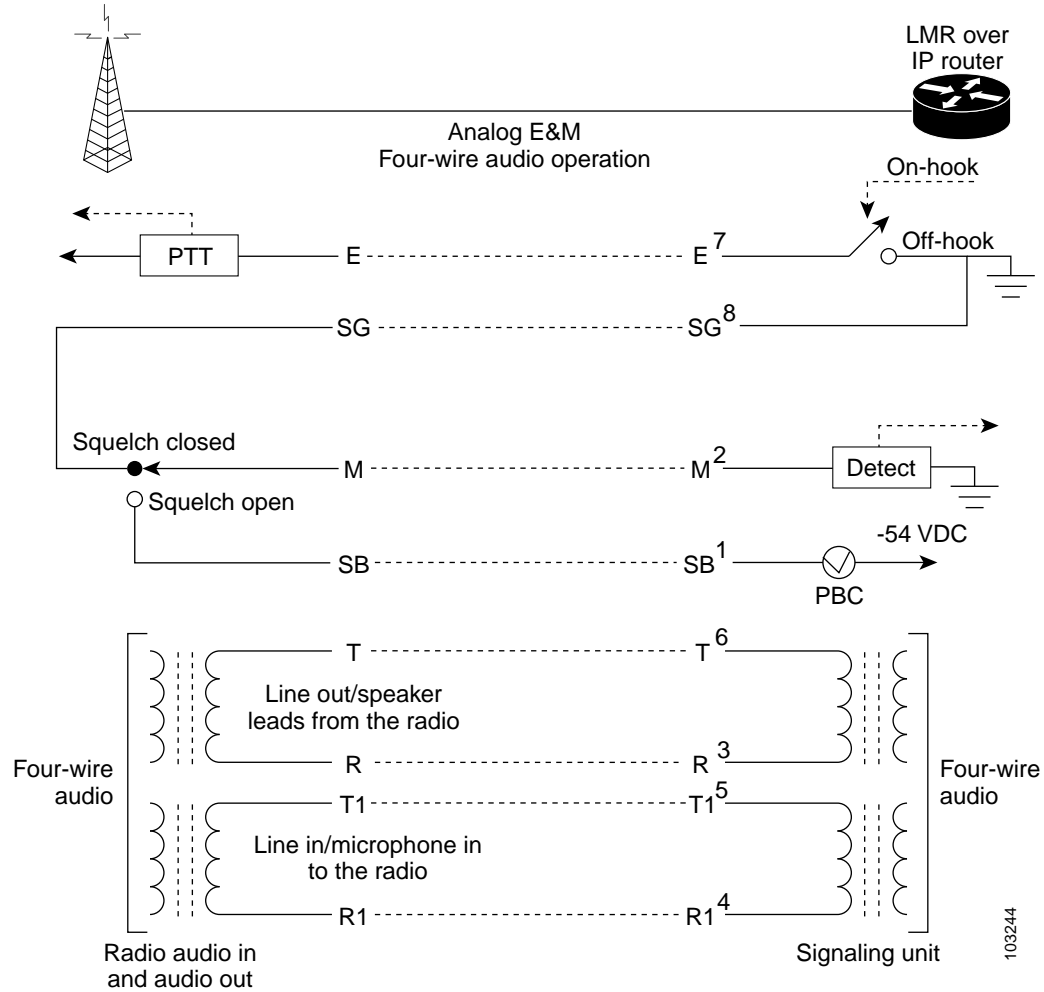 LMR over
IP router
Analog E&M
Four-wire audio operation
On-hook
PTT
E
E 7
Off-hook
SG
SG 8
Squelch closed
M
M 2
Detect
Squelch open
-54 VDC
SB
SB 1
PBC
T
T 6
Line out/speaker
leads from the radio
R
R 3
Four-wire
audio
Four-wire
audio
T1
T1 5
Line in/microphone in
to the radio
R1
R1 4
Radio audio in
and audio out
Signaling unit
103244